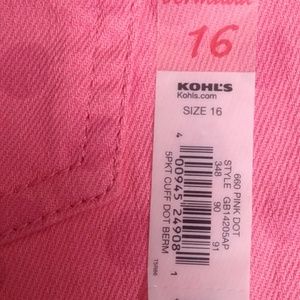 16
KOHL'S
Kohls.com
SIZE 16
660 PINK DOT
STYLE GB14205AP
348 90 91
4 00945 24908 1
5PKT CUFF DOT BERM